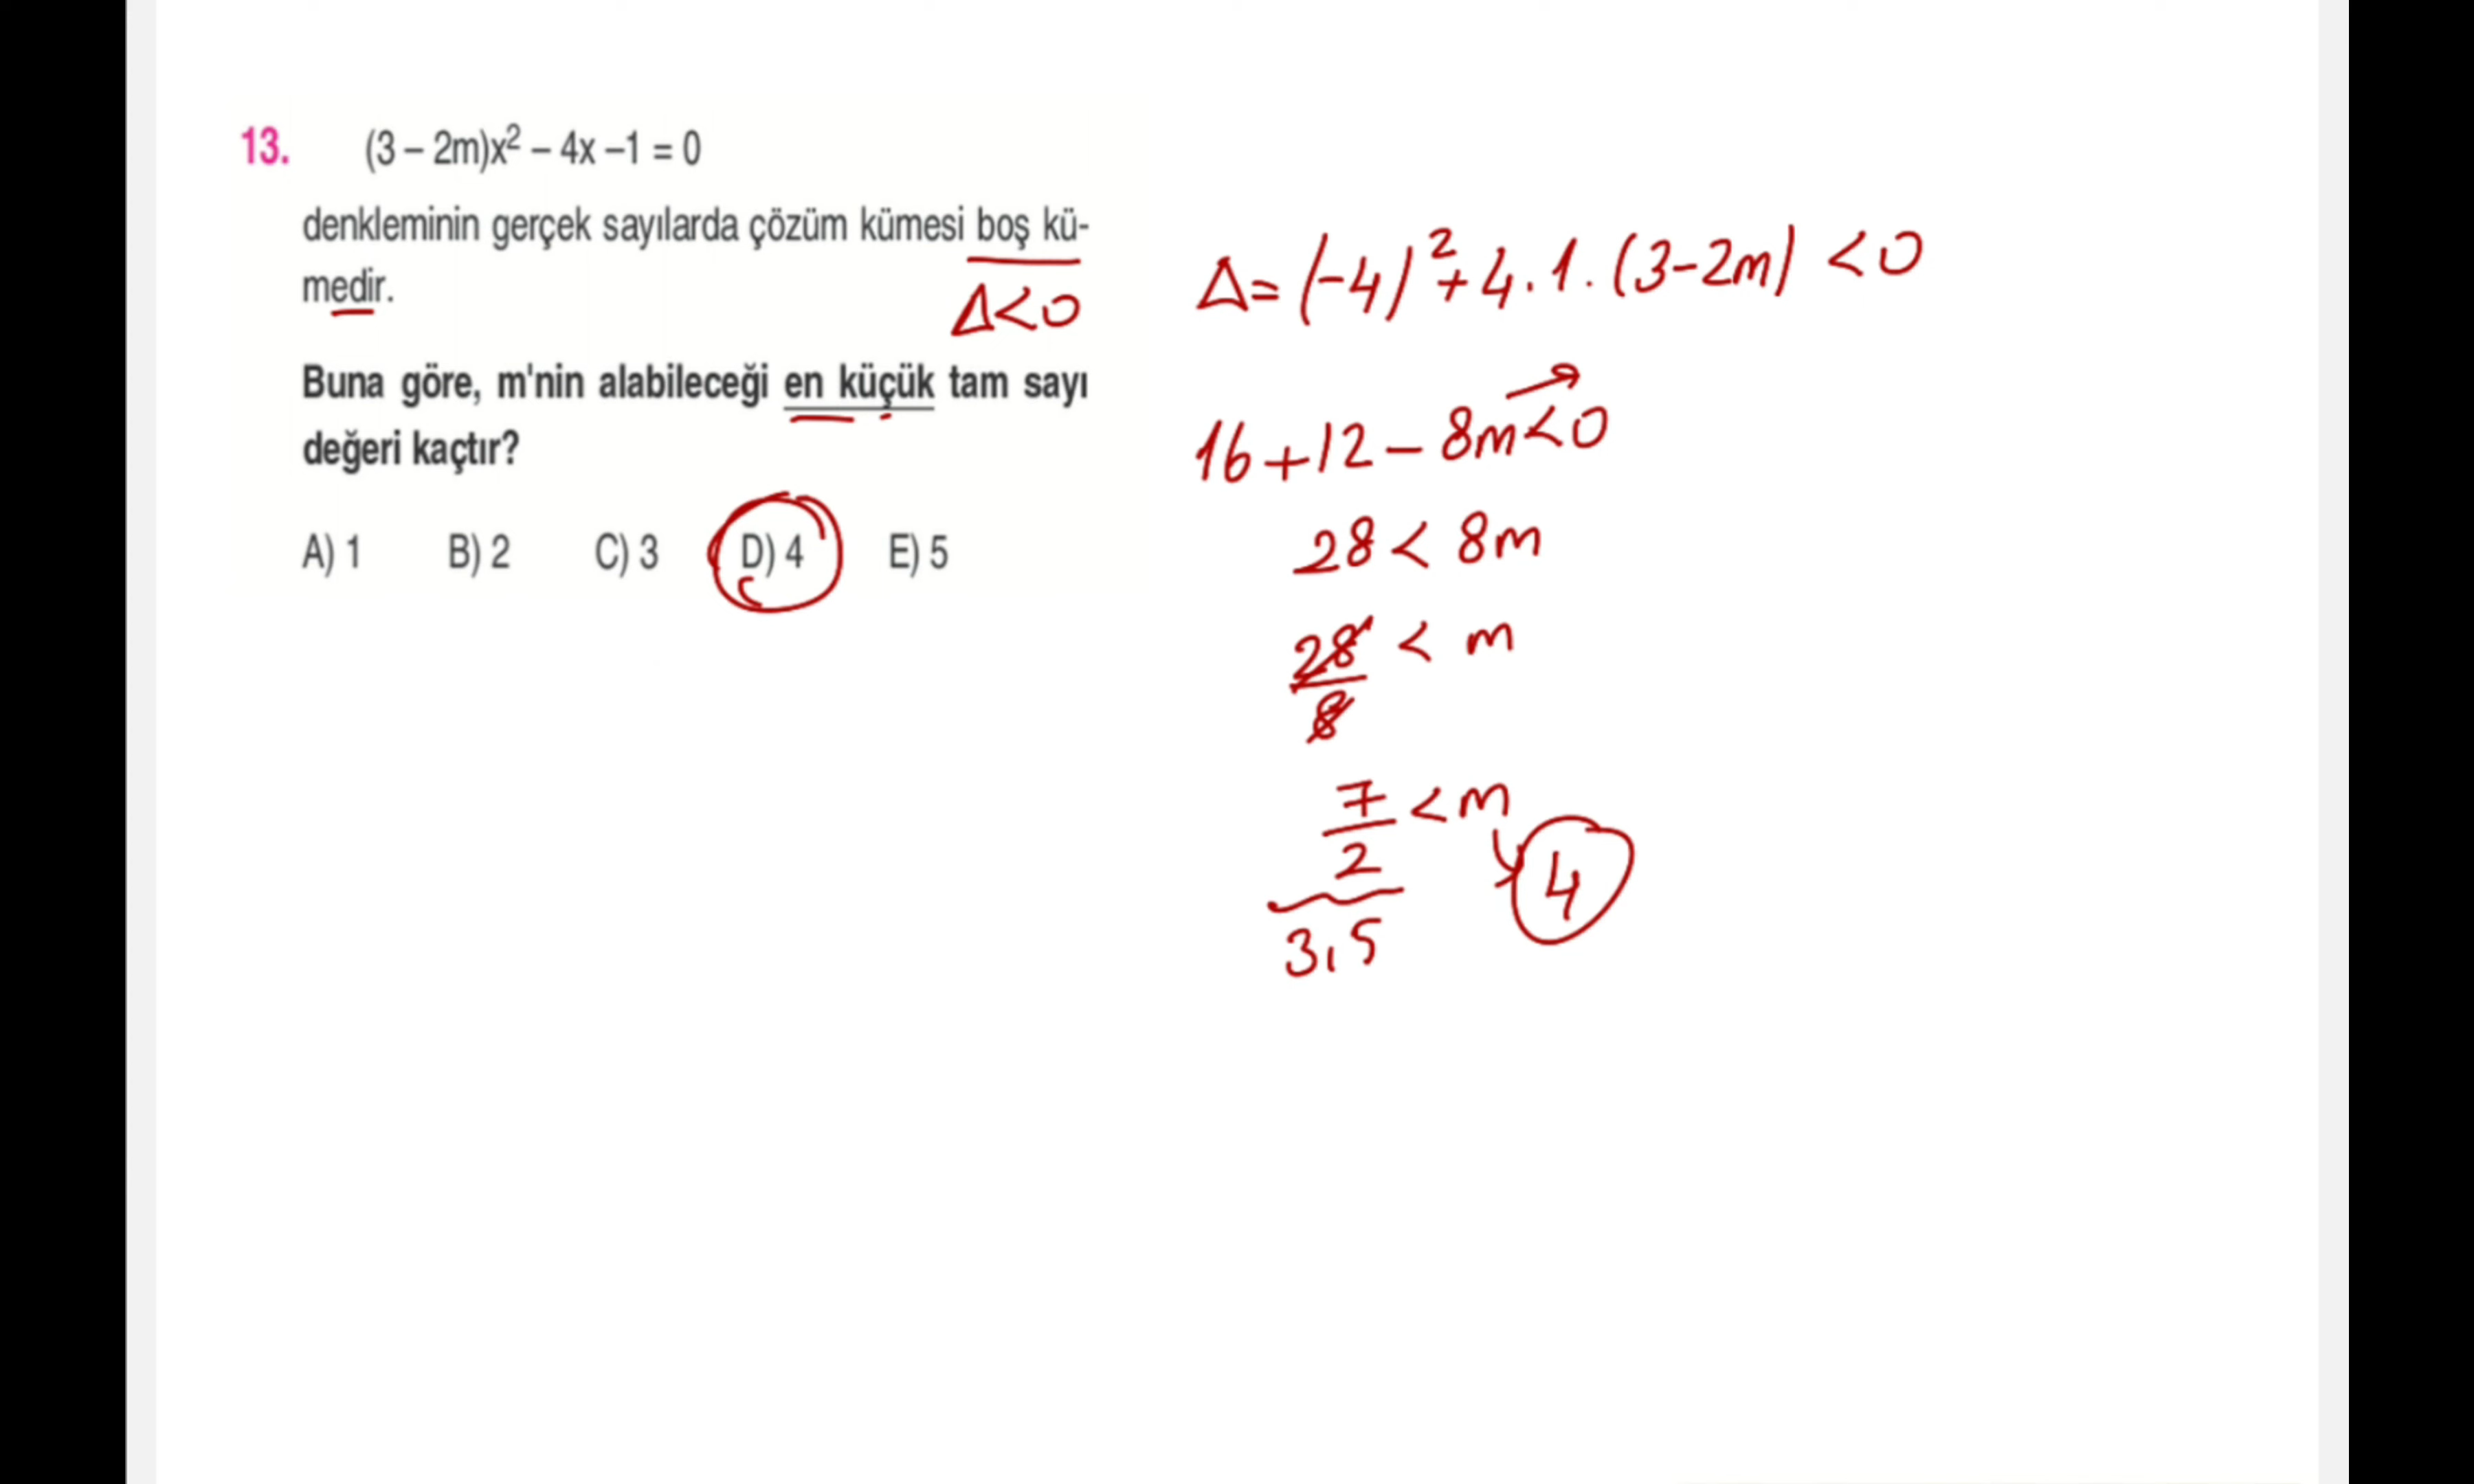 13. (3 – 2m)x² – 4x –1 = 0
denkleminin gerçek sayılarda çözüm kümesi boş kü-
medir.
Δ<0
Buna göre, m'nin alabileceği en küçük tam sayı
değeri kaçtır?
A) 1 B) 2 C) 3 D) 4 E) 5
Δ= (-4)² + 4.1.(3-2m) <0
16+12-8m<0
28 < 8m
28/8 < m
7/2 < m
4
3,5